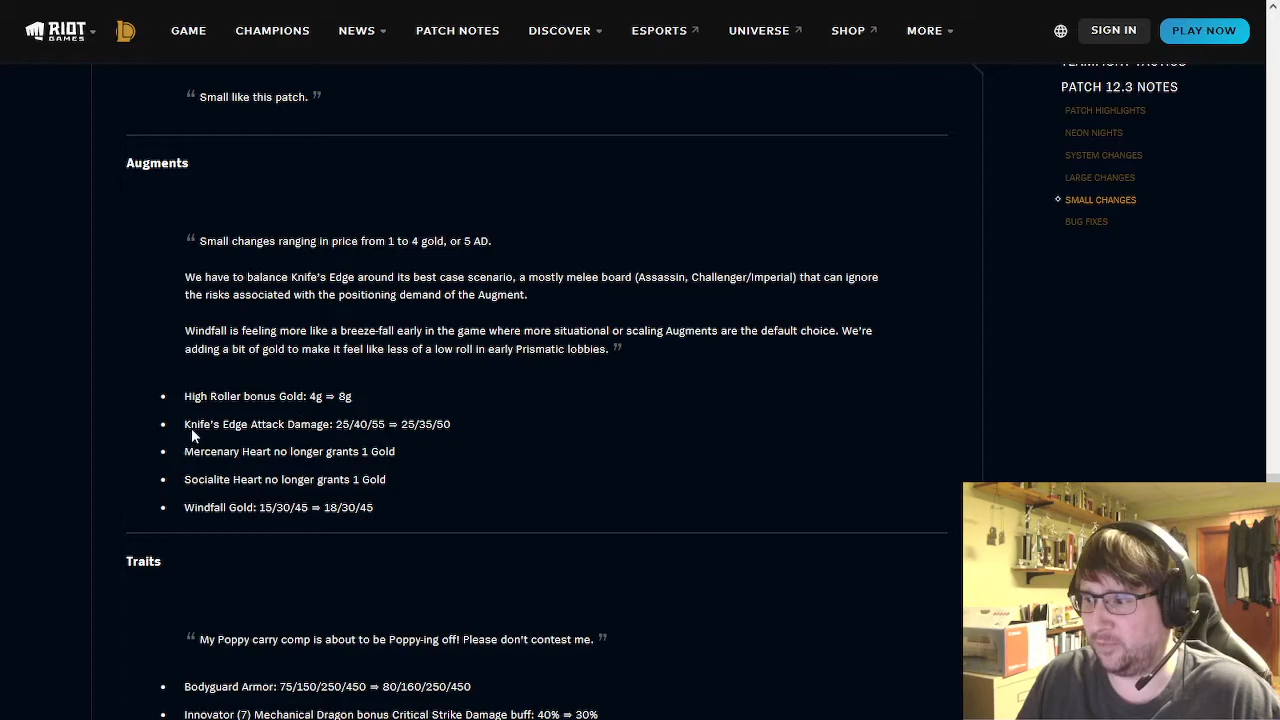 RIOT GAMES GAME CHAMPIONS NEWS PATCH NOTES DISCOVER ESPORTS UNIVERSE SHOP MORE SIGN IN PLAY NOW
TEAMFIGHT TACTICS
PATCH 12.3 NOTES
PATCH HIGHLIGHTS
NEON NIGHTS
SYSTEM CHANGES
LARGE CHANGES
SMALL CHANGES
BUG FIXES
“ Small like this patch. ”
Augments
“ Small changes ranging in price from 1 to 4 gold, or 5 AD.
We have to balance Knife's Edge around its best case scenario, a mostly melee board (Assassin, Challenger/Imperial) that can ignore
the risks associated with the positioning demand of the Augment.
Windfall is feeling more like a breeze-fall early in the game where more situational or scaling Augments are the default choice. We're
adding a bit of gold to make it feel like less of a low roll in early Prismatic lobbies. ”
• High Roller bonus Gold: 4g ⇒ 8g
• Knife's Edge Attack Damage: 25/40/55 ⇒ 25/35/50
• Mercenary Heart no longer grants 1 Gold
• Socialite Heart no longer grants 1 Gold
• Windfall Gold: 15/30/45 ⇒ 18/30/45
Traits
“ My Poppy carry comp is about to be Poppy-ing off! Please don't contest me. ”
• Bodyguard Armor: 75/150/250/450 ⇒ 80/160/250/450
• Innovator (7) Mechanical Dragon bonus Critical Strike Damage buff: 40% ⇒ 30%